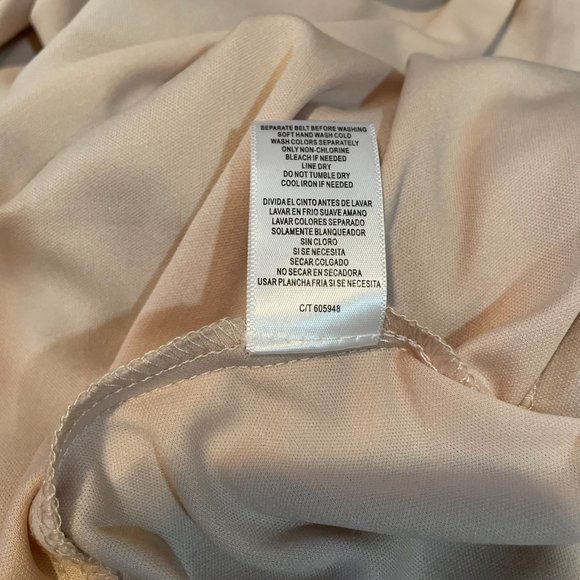 SEPARATE BELT BEFORE WASHING
SOFT HAND WASH COLD
WASH COLORS SEPARATELY
ONLY NON-CHLORINE
BLEACH IF NEEDED
LINE DRY
DO NOT TUMBLE DRY
COOL IRON IF NEEDED
DIVIDA EL CINTO ANTES DE LAVAR
LAVAR EN FRIO SUAVE AMANO
LAVAR COLORES SEPARADO
SOLAMENTE BLANQUEADOR
SIN CLORO
SI SE NECESITA
SECAR COLGADO
NO SECAR EN SECADORA
USAR PLANCHA FRIA SI SE NECESITA
C/T 605948